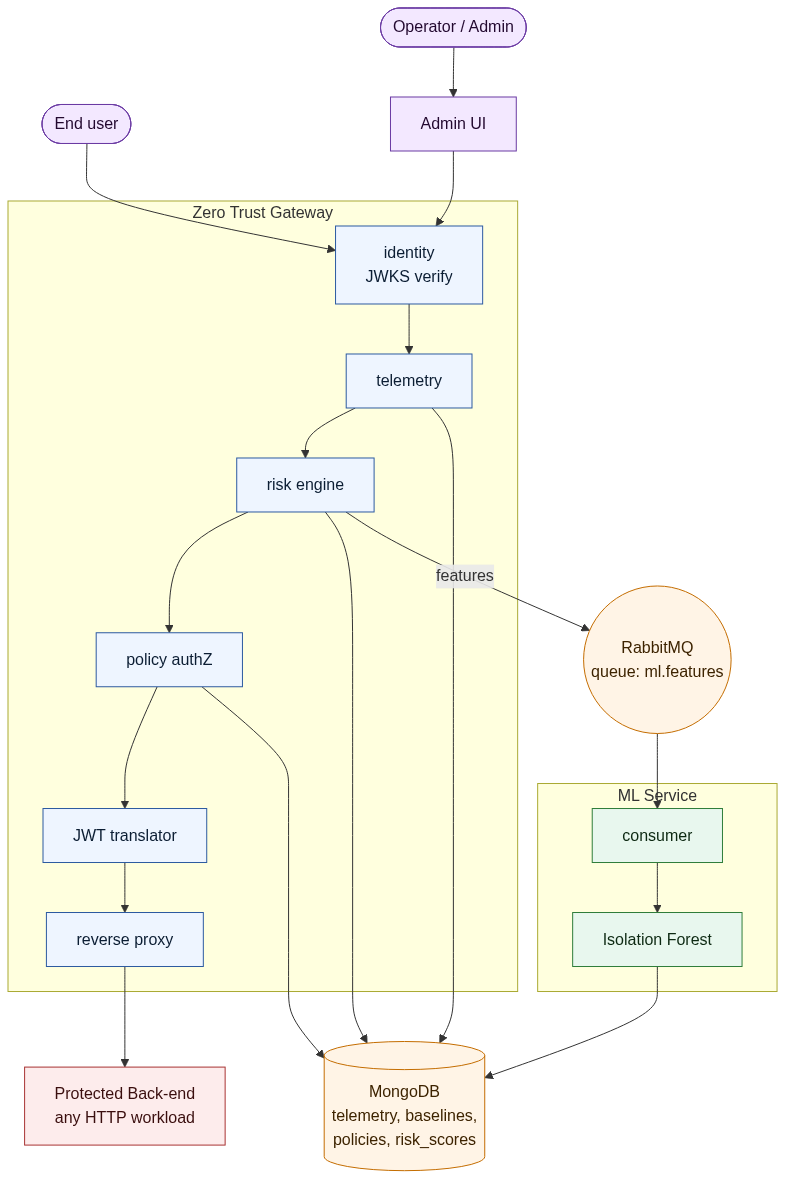 Operator / Admin
End user
Admin UI
Zero Trust Gateway
identity
JWKS verify
telemetry
risk engine
features
policy authZ
RabbitMQ
queue: ml.features
ML Service
JWT translator
consumer
reverse proxy
Isolation Forest
Protected Back-end
any HTTP workload
MongoDB
telemetry, baselines,
policies, risk_scores